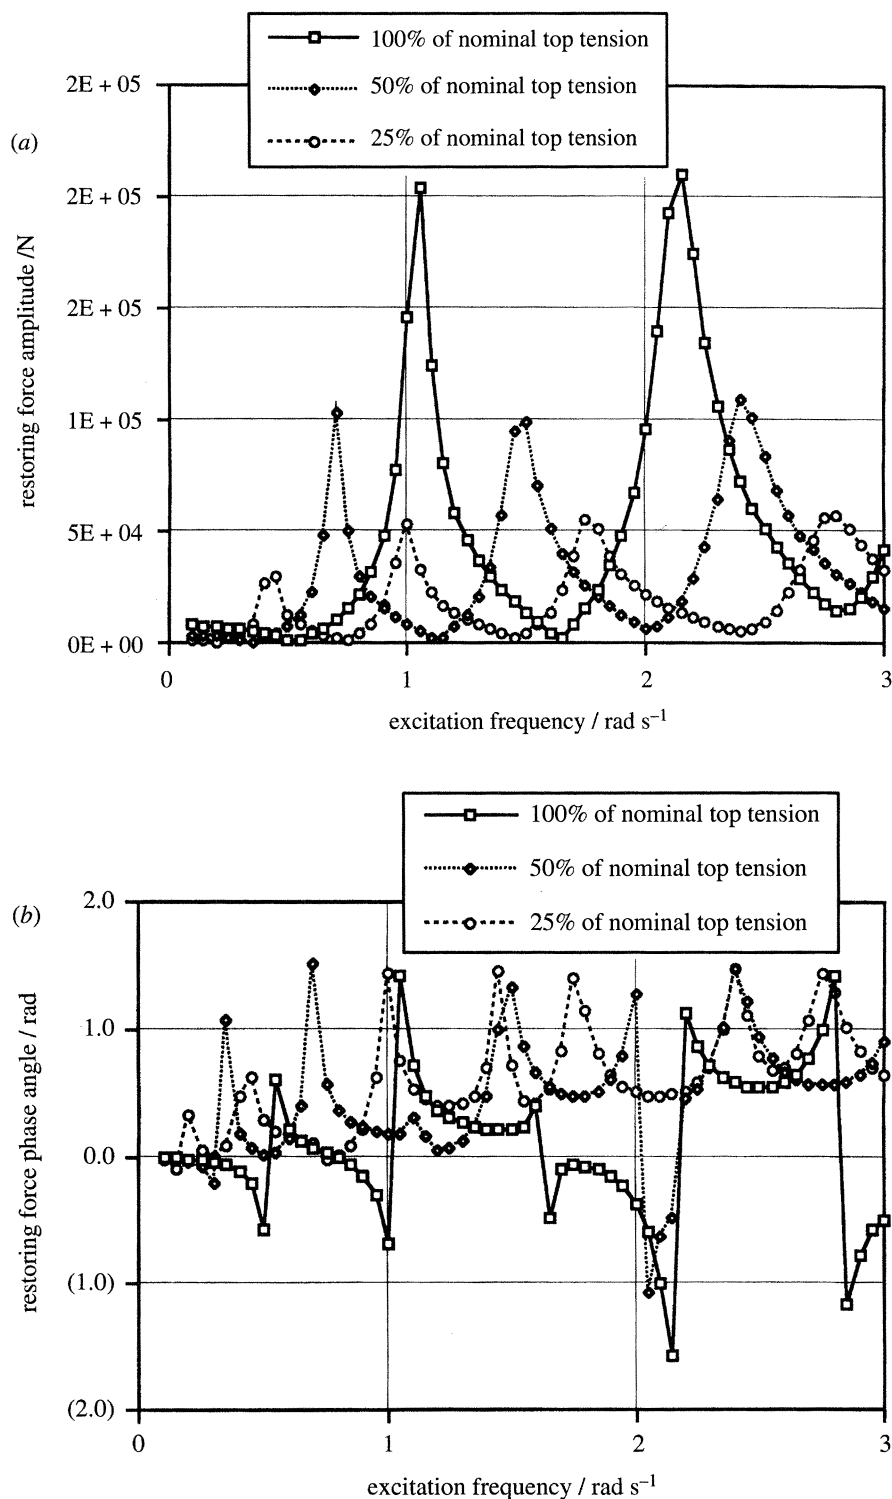 100% of nominal top tension
50% of nominal top tension
25% of nominal top tension
(a)
2E + 05
2E + 05
2E + 05
1E + 05
5E + 04
0E + 00
restoring force amplitude /N
0 1 2 3
excitation frequency / rad s⁻¹
100% of nominal top tension
50% of nominal top tension
25% of nominal top tension
(b)
2.0
1.0
0.0
(1.0)
(2.0)
restoring force phase angle / rad
0 1 2 3
excitation frequency / rad s⁻¹